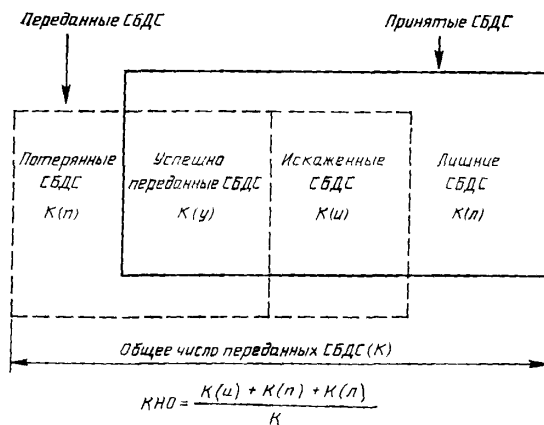 Переданные СБДС
Принятые СБДС
Потерянные
СБДС
К(п)
Успешно
переданные СБДС
К(у)
Искаженные
СБДС
К(и)
Лишние
СБДС
К(л)
Общее число переданных СБДС(К)
КНО = К(и) + К(п) + К(л)
К